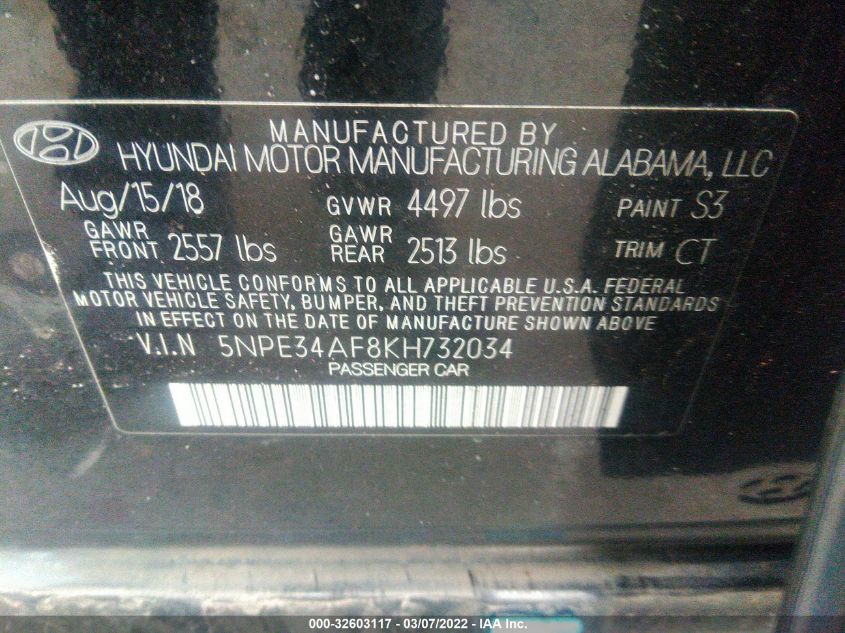 MANUFACTURED BY
HYUNDAI MOTOR MANUFACTURING ALABAMA, LLC
Aug/15/18 GVWR 4497 lbs PAINT S3
GAWR FRONT 2557 lbs GAWR REAR 2513 lbs TRIM CT
THIS VEHICLE CONFORMS TO ALL APPLICABLE U.S.A. FEDERAL
MOTOR VEHICLE SAFETY, BUMPER, AND THEFT PREVENTION STANDARDS
IN EFFECT ON THE DATE OF MANUFACTURE SHOWN ABOVE
V.I.N 5NPE34AF8KH732034
PASSENGER CAR
000-32603117 - 03/07/2022 - IAA Inc.